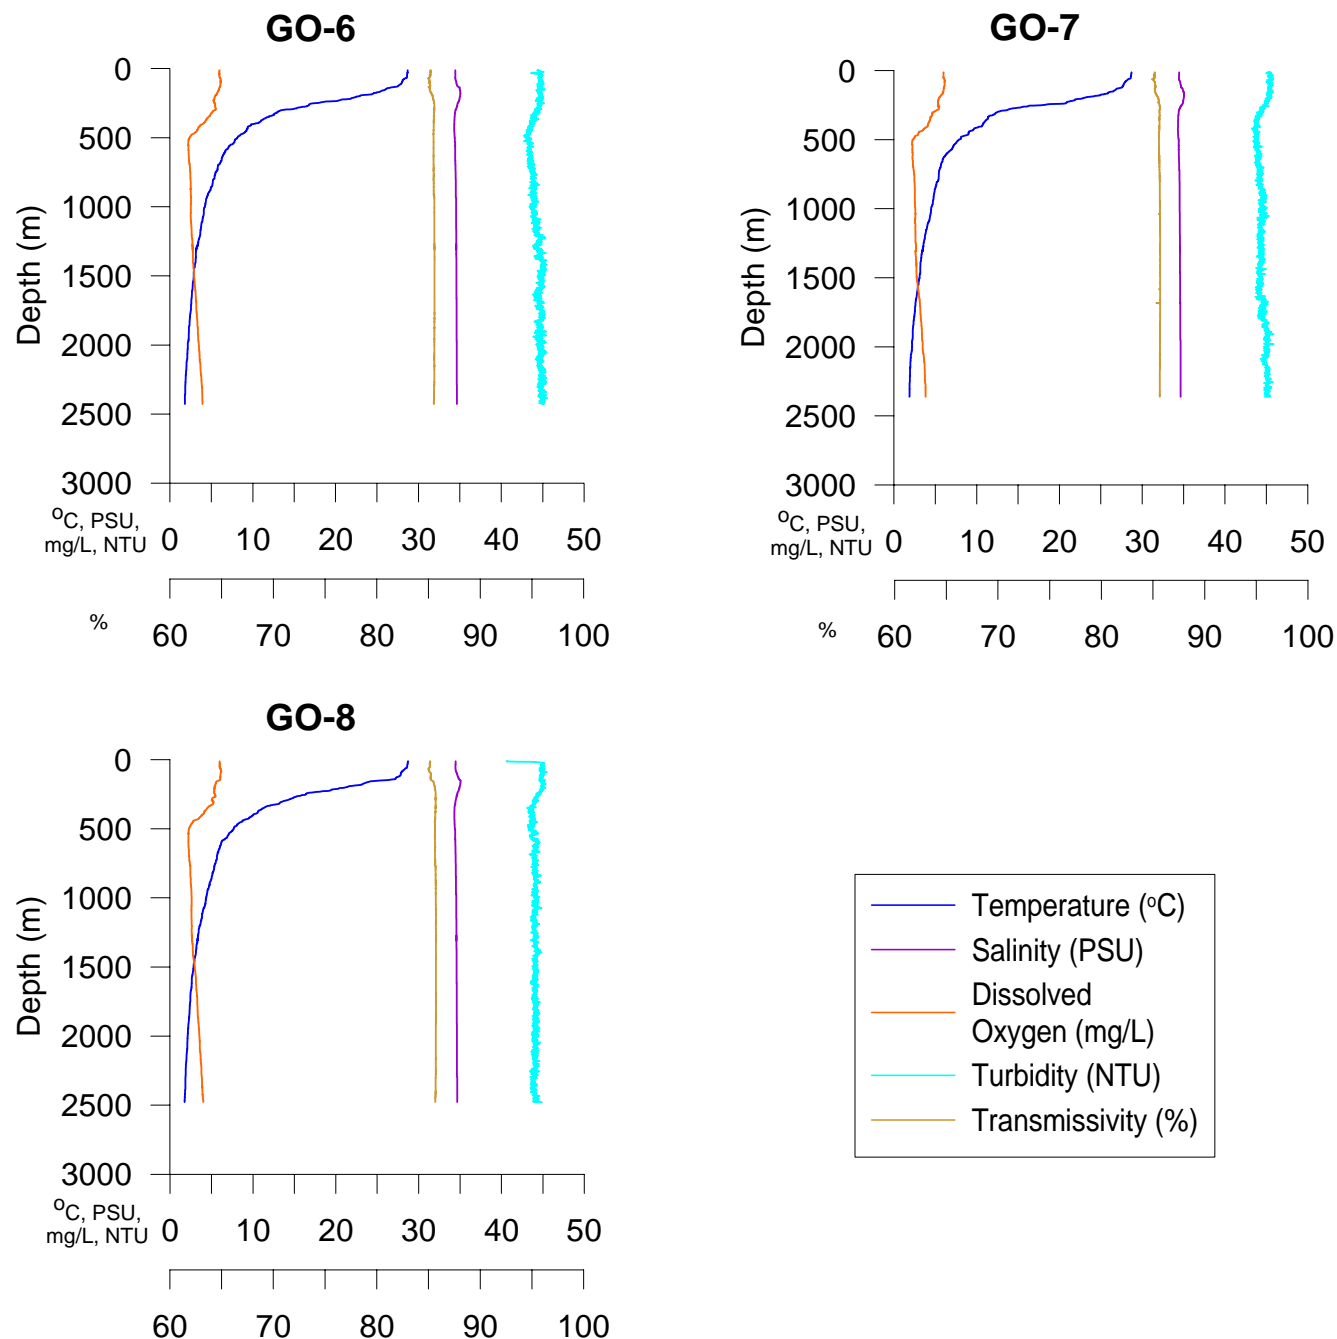 GO-6
0
500
1000
1500
2000
2500
3000
Depth (m)
°C, PSU,
mg/L, NTU
0 10 20 30 40 50
%
60 70 80 90 100
GO-7
0
500
1000
1500
2000
2500
3000
Depth (m)
°C, PSU,
mg/L, NTU
0 10 20 30 40 50
%
60 70 80 90 100
GO-8
0
500
1000
1500
2000
2500
3000
Depth (m)
°C, PSU,
mg/L, NTU
0 10 20 30 40 50
60 70 80 90 100
Temperature (°C)
Salinity (PSU)
Dissolved
Oxygen (mg/L)
Turbidity (NTU)
Transmissivity (%)